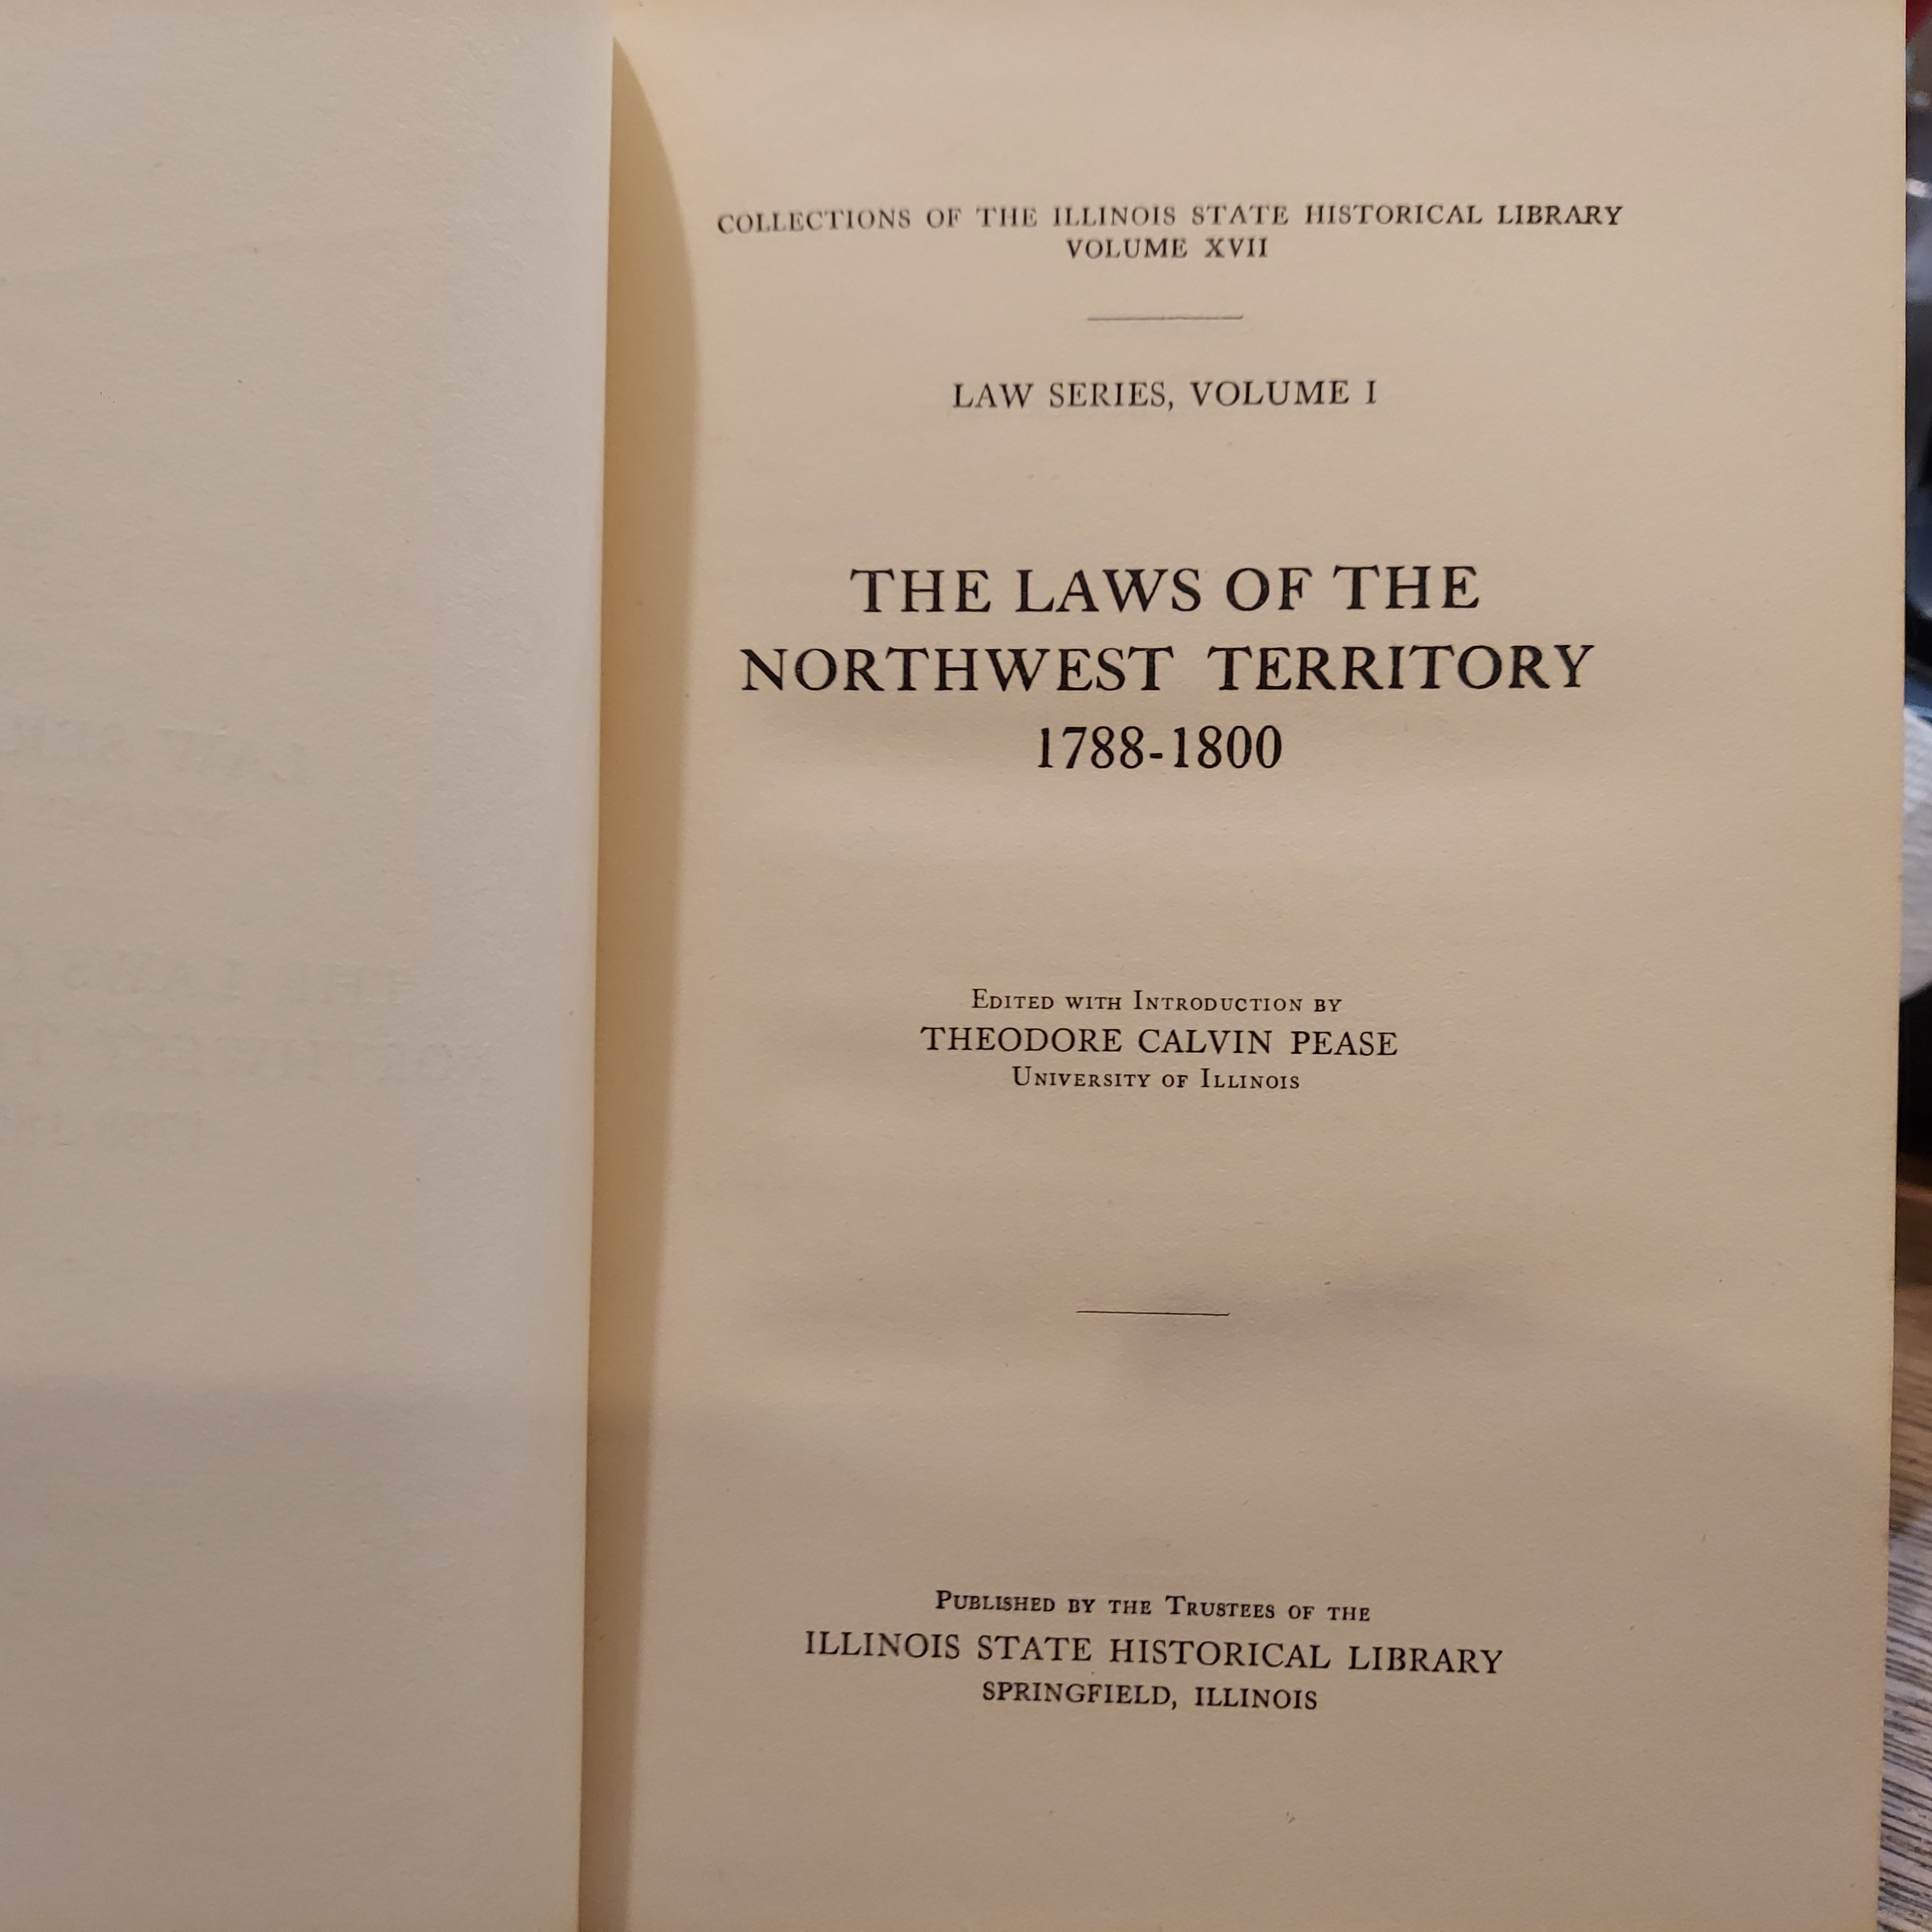 COLLECTIONS OF THE ILLINOIS STATE HISTORICAL LIBRARY
VOLUME XVII
LAW SERIES, VOLUME I
THE LAWS OF THE
NORTHWEST TERRITORY
1788-1800
EDITED WITH INTRODUCTION BY
THEODORE CALVIN PEASE
UNIVERSITY OF ILLINOIS
PUBLISHED BY THE TRUSTEES OF THE
ILLINOIS STATE HISTORICAL LIBRARY
SPRINGFIELD, ILLINOIS